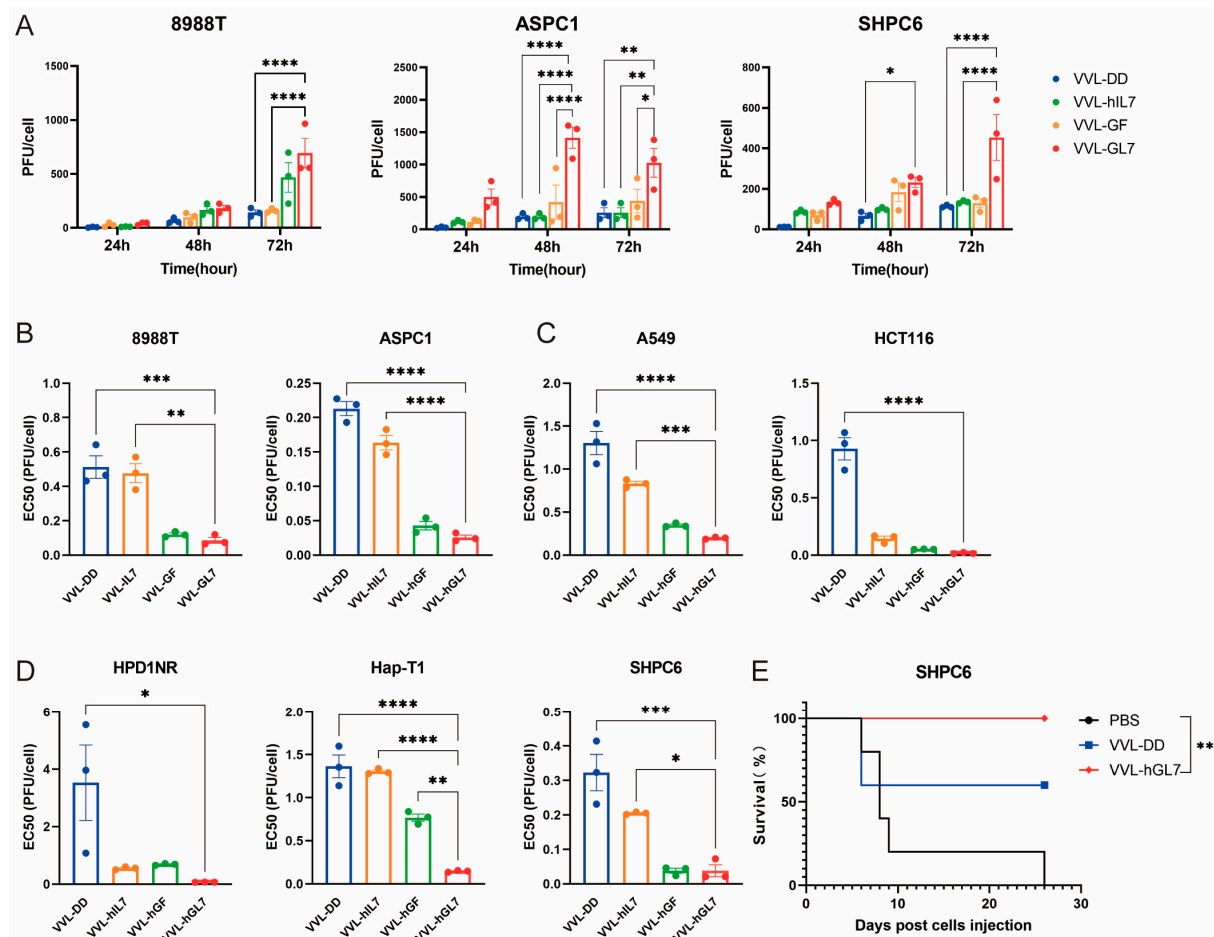 A
8988T
ASPC1
SHPC6
**** ****
**** **** ****
** ** *
*
**** ****
PFU/cell
1500
1000
500
0
24h 48h 72h
Time(hour)
PFU/cell
2500
2000
1500
1000
500
0
24h 48h 72h
Time(hour)
PFU/cell
800
600
400
200
0
24h 48h 72h
Time(hour)
VVL-DD
VVL-hIL7
VVL-GF
VVL-GL7
B
8988T
***
**
EC50 (PFU/cell)
1.0
0.8
0.6
0.4
0.2
0.0
VVL-DD VVL-IL7 VVL-GF VVL-GL7
ASPC1
****
****
EC50 (PFU/cell)
0.25
0.20
0.15
0.10
0.05
0.00
VVL-DD VVL-hIL7 VVL-hGF VVL-hGL7
C
A549
****
***
EC50 (PFU/cell)
2.0
1.5
1.0
0.5
0.0
VVL-DD VVL-hIL7 VVL-hGF VVL-hGL7
HCT116
****
EC50 (PFU/cell)
1.5
1.0
0.5
0.0
VVL-DD VVL-hIL7 VVL-hGF VVL-hGL7
D
HPD1NR
*
EC50 (PFU/cell)
6
4
2
0
VVL-DD VVL-hIL7 VVL-hGF VVL-hGL7
Hap-T1
****
****
**
EC50 (PFU/cell)
2.0
1.5
1.0
0.5
0.0
VVL-DD VVL-hIL7 VVL-hGF VVL-hGL7
SHPC6
***
*
EC50 (PFU/cell)
0.5
0.4
0.3
0.2
0.1
0.0
VVL-DD VVL-hIL7 VVL-hGF VVL-hGL7
E
SHPC6
Survival (%)
100
50
0
0 10 20 30
Days post cells injection
PBS
VVL-DD
VVL-hGL7
**